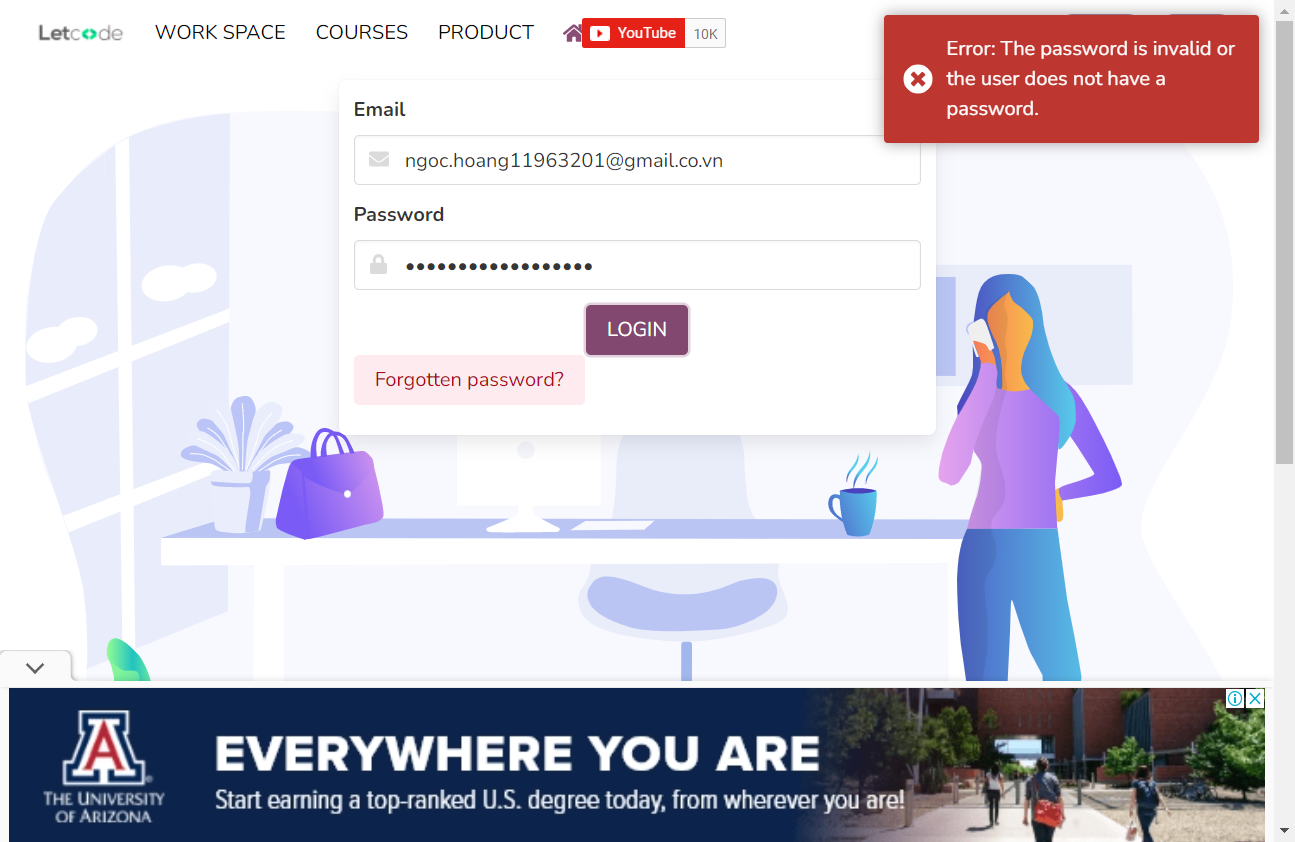 Letcode WORK SPACE COURSES PRODUCT YouTube 10K
Error: The password is invalid or
the user does not have a
password.
Email
ngoc.hoang11963201@gmail.co.vn
Password
••••••••••••••••••
LOGIN
Forgotten password?
A
THE UNIVERSITY
OF ARIZONA
EVERYWHERE YOU ARE
Start earning a top-ranked U.S. degree today, from wherever you are!